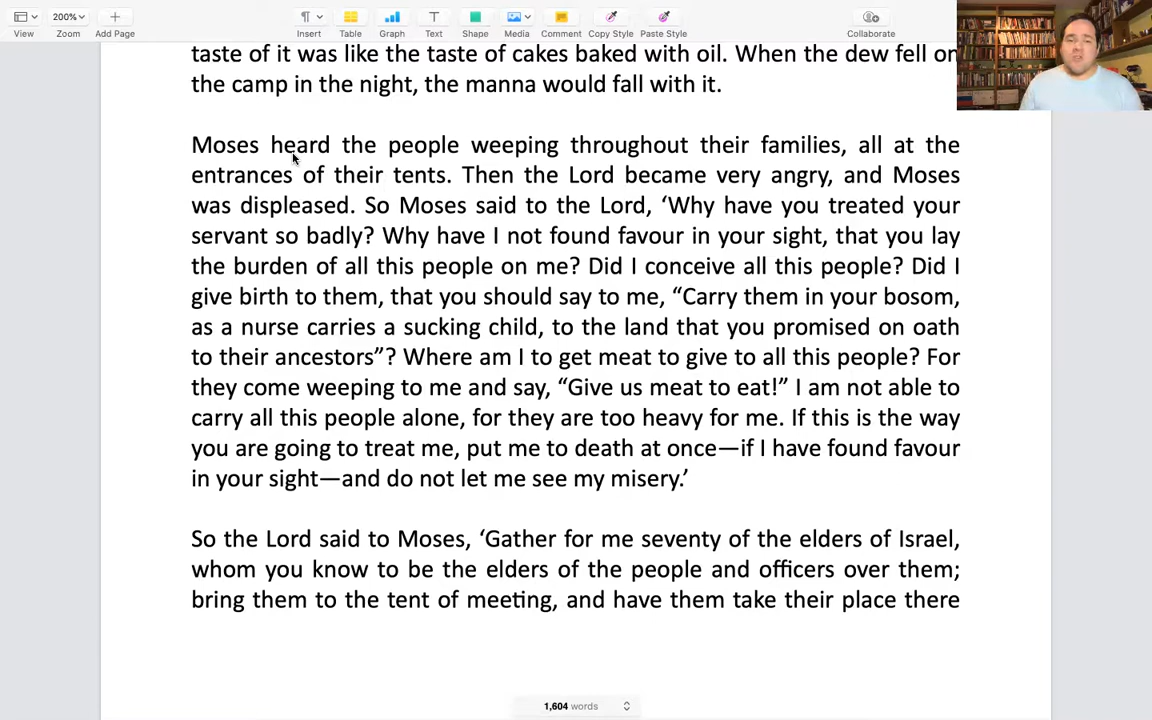 200%
View
Zoom
Add Page
Insert
Table
Graph
Text
Shape
Media
Comment
Copy Style
Paste Style
Collaborate
taste of it was like the taste of cakes baked with oil. When the dew fell on
the camp in the night, the manna would fall with it.
Moses heard the people weeping throughout their families, all at the
entrances of their tents. Then the Lord became very angry, and Moses
was displeased. So Moses said to the Lord, ‘Why have you treated your
servant so badly? Why have I not found favour in your sight, that you lay
the burden of all this people on me? Did I conceive all this people? Did I
give birth to them, that you should say to me, “Carry them in your bosom,
as a nurse carries a sucking child, to the land that you promised on oath
to their ancestors”? Where am I to get meat to give to all this people? For
they come weeping to me and say, “Give us meat to eat!” I am not able to
carry all this people alone, for they are too heavy for me. If this is the way
you are going to treat me, put me to death at once—if I have found favour
in your sight—and do not let me see my misery.’
So the Lord said to Moses, ‘Gather for me seventy of the elders of Israel,
whom you know to be the elders of the people and officers over them;
bring them to the tent of meeting, and have them take their place there
1,604 words